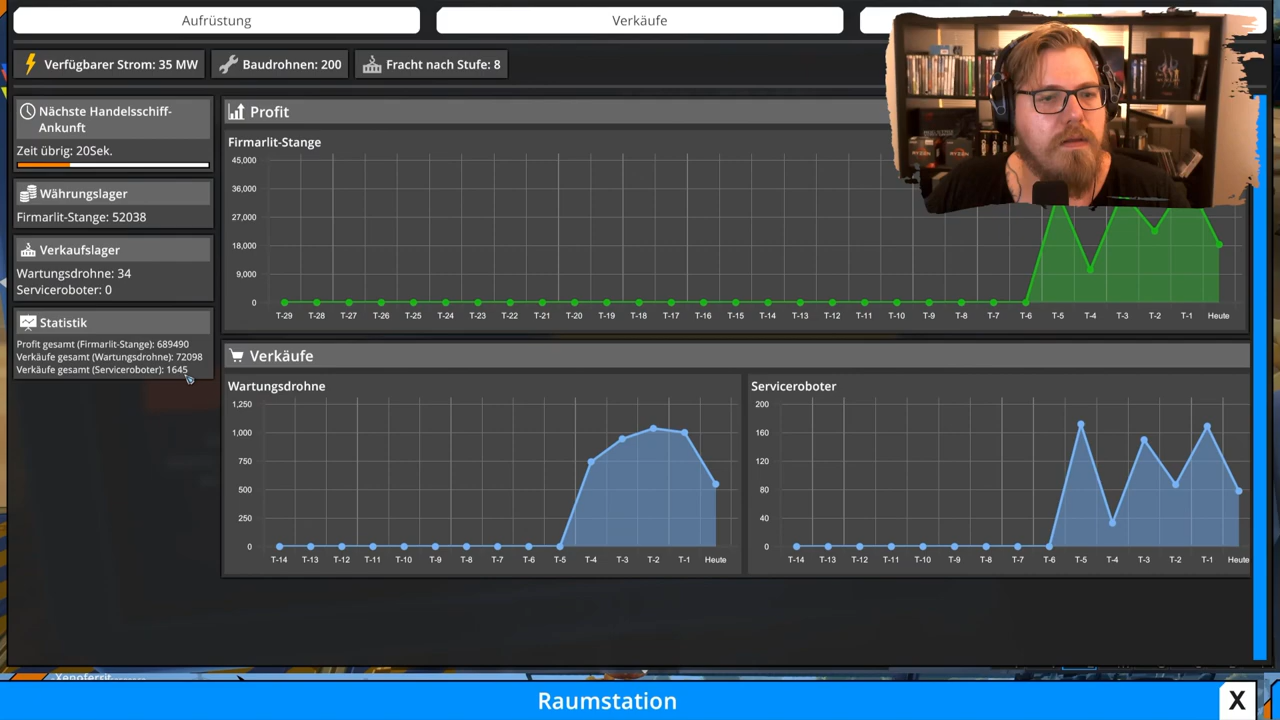 Aufrüstung
Verkäufe
Verfügbarer Strom: 35 MW
Baudrohnen: 200
Fracht nach Stufe: 8
Nächste Handelsschiff-
Ankunft
Zeit übrig: 20Sek.
Währungslager
Firmarlit-Stange: 52038
Verkaufslager
Wartungsdrohne: 34
Serviceroboter: 0
Statistik
Profit gesamt (Firmarlit-Stange): 689490
Verkäufe gesamt (Wartungsdrohne): 72098
Verkäufe gesamt (Serviceroboter): 1645
Profit
Firmarlit-Stange
45,000
36,000
27,000
18,000
9,000
0
T-29 T-28 T-27 T-26 T-25 T-24 T-23 T-22 T-21 T-20 T-19 T-18 T-17 T-16 T-15 T-14 T-13 T-12 T-11 T-10 T-9 T-8 T-7 T-6 T-5 T-4 T-3 T-2 T-1 Heute
Verkäufe
Wartungsdrohne
1,250
1,000
750
500
250
0
T-14 T-13 T-12 T-11 T-10 T-9 T-8 T-7 T-6 T-5 T-4 T-3 T-2 T-1 Heute
Serviceroboter
200
160
120
80
40
0
T-14 T-13 T-12 T-11 T-10 T-9 T-8 T-7 T-6 T-5 T-4 T-3 T-2 T-1 Heute
Xenofersit
Raumstation
X